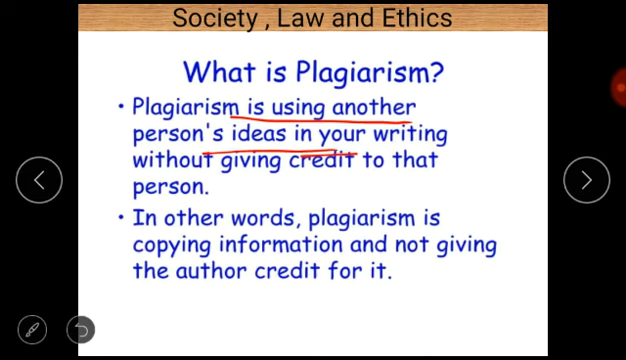 Society , Law and Ethics
What is Plagiarism?
• Plagiarism is using another
person's ideas in your writing
without giving credit to that
person.
• In other words, plagiarism is
copying information and not giving
the author credit for it.